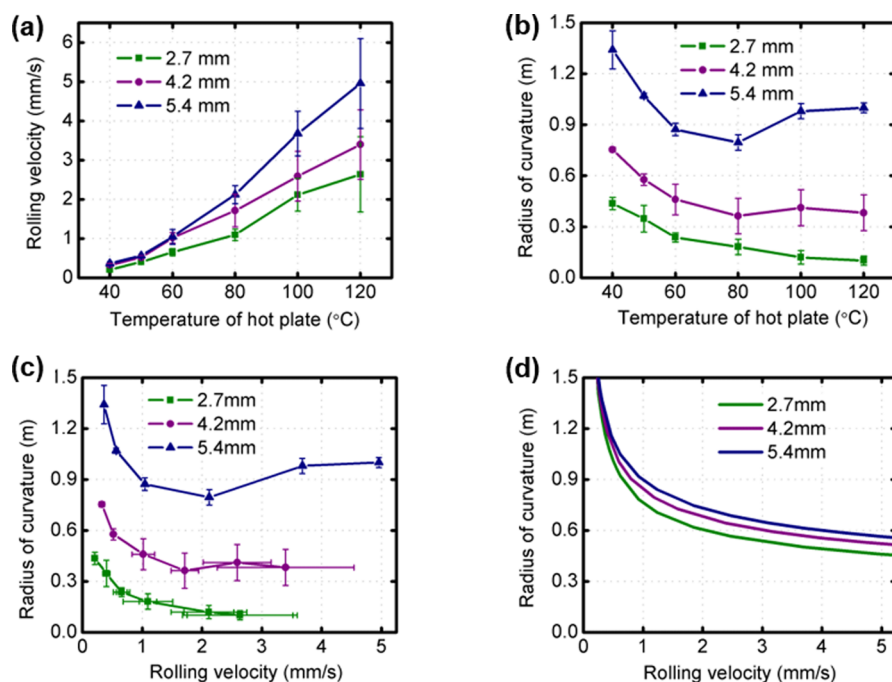 (a)
Rolling velocity (mm/s)
6
5
4
3
2
1
0
2.7 mm
4.2 mm
5.4 mm
40 60 80 100 120
Temperature of hot plate (°C)
(b)
Radius of curvature (m)
1.5
1.2
0.9
0.6
0.3
0.0
2.7 mm
4.2 mm
5.4 mm
40 60 80 100 120
Temperature of hot plate (°C)
(c)
Radius of curvature (m)
1.5
1.2
0.9
0.6
0.3
0.0
2.7mm
4.2mm
5.4mm
0 1 2 3 4 5
Rolling velocity (mm/s)
(d)
Radius of curvature (m)
1.5
1.2
0.9
0.6
0.3
0.0
2.7mm
4.2mm
5.4mm
0 1 2 3 4 5
Rolling velocity (mm/s)